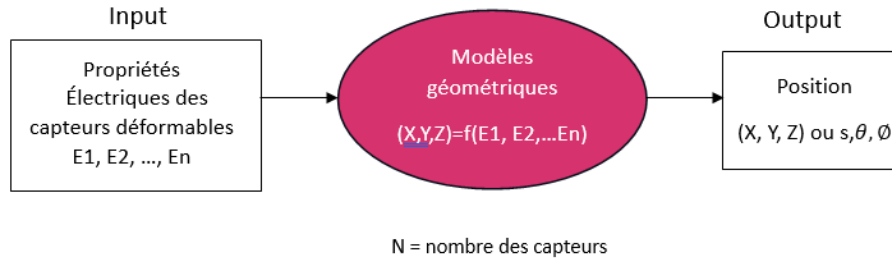 Input
Output
Propriétés
Électriques des
capteurs déformables
E1, E2, ..., En
Modèles
géométriques
(X,Y,Z)=f(E1, E2,...En)
Position
(X, Y, Z) ou s,θ, Ø
N = nombre des capteurs